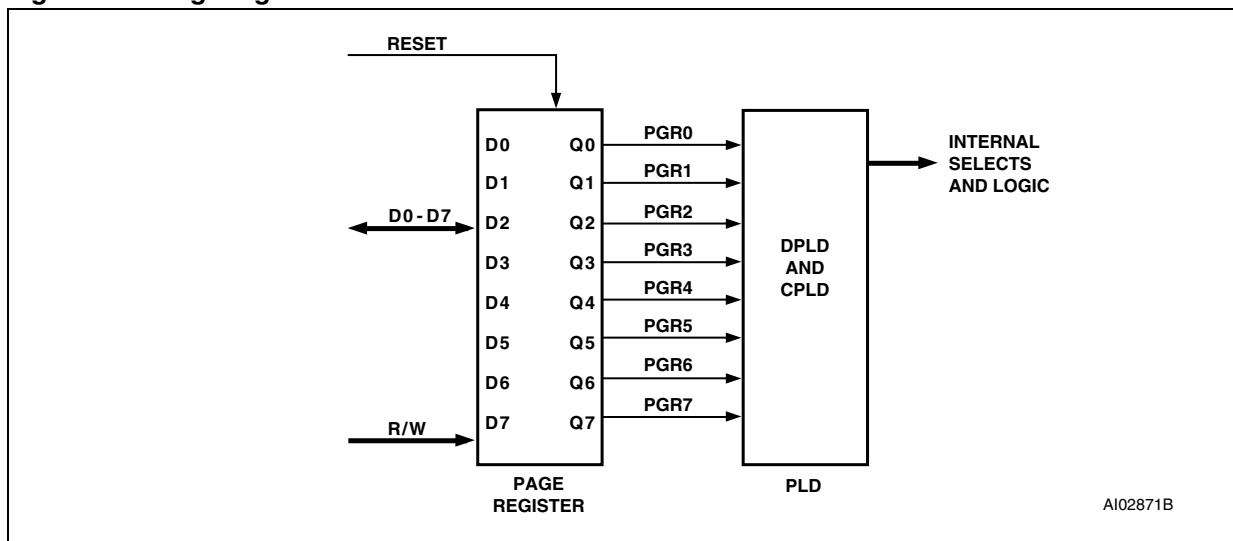 RESET
D0 Q0 PGR0
D1 Q1 PGR1
D0-D7 D2 Q2 PGR2
D3 Q3 PGR3
D4 Q4 PGR4
D5 Q5 PGR5
D6 Q6 PGR6
R/W D7 Q7 PGR7
DPLD
AND
CPLD
INTERNAL
SELECTS
AND LOGIC
PAGE
REGISTER
PLD
AI02871B